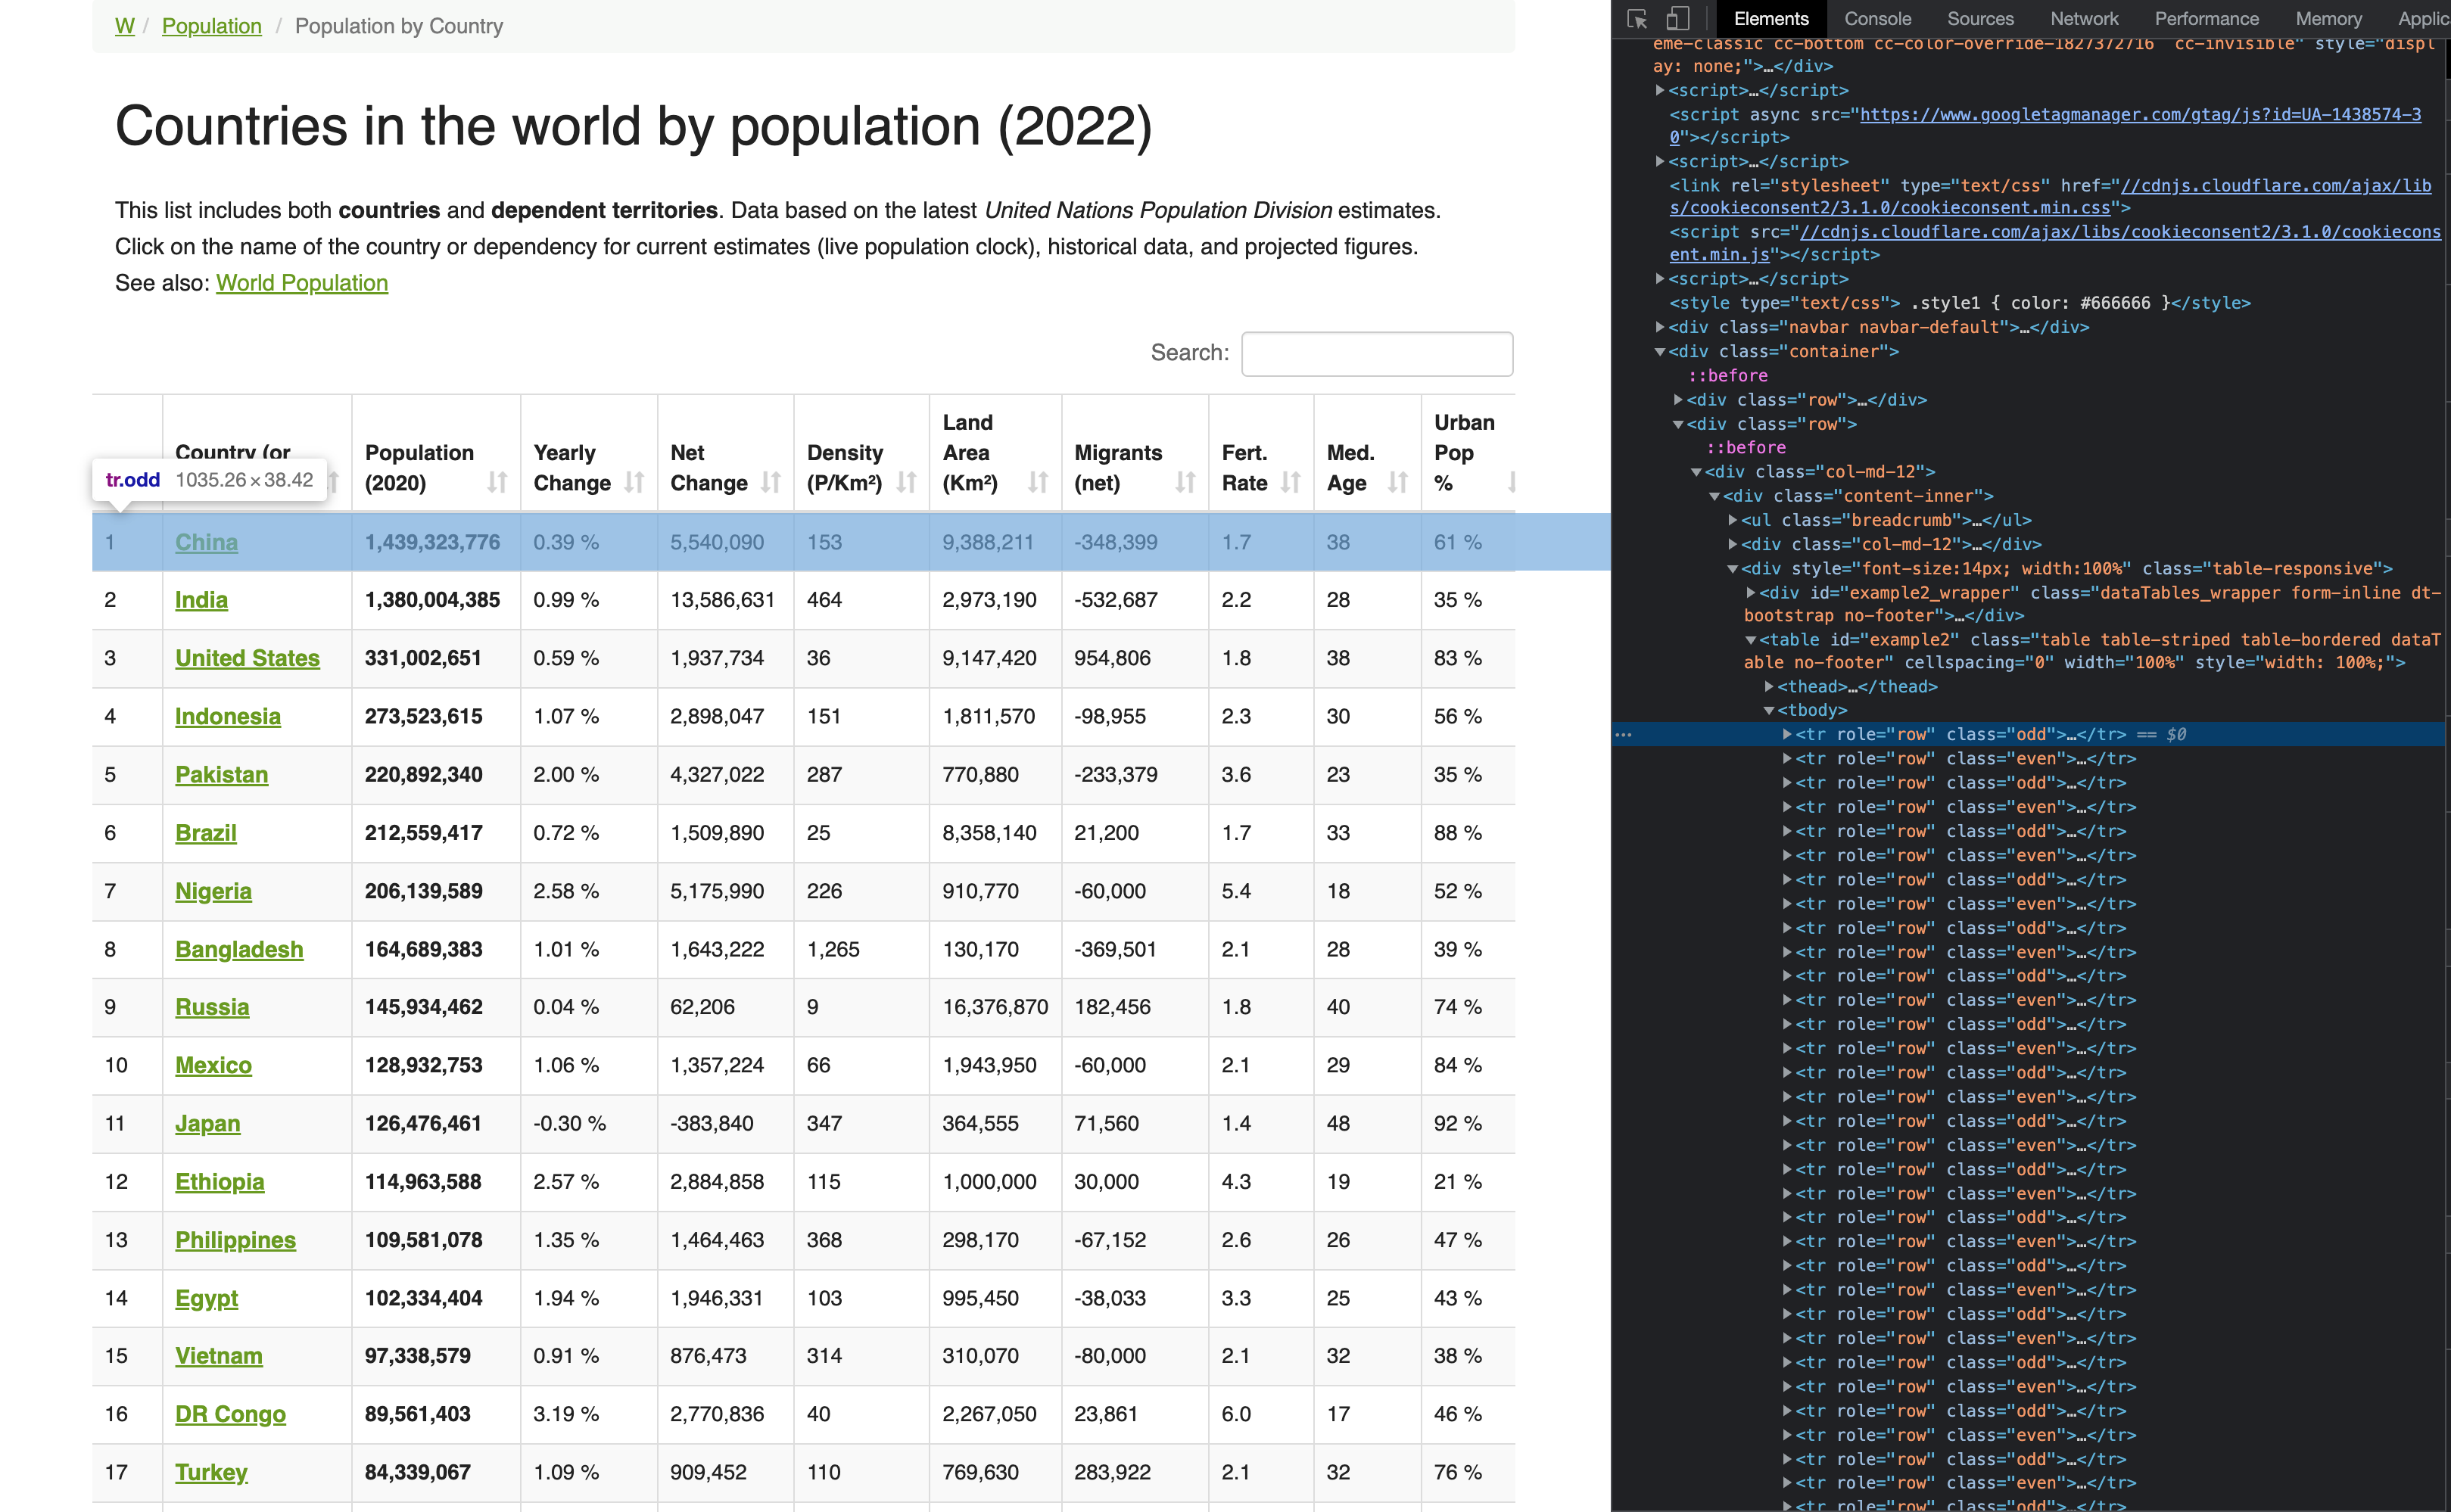 W / Population / Population by Country
Countries in the world by population (2022)
This list includes both countries and dependent territories. Data based on the latest United Nations Population Division estimates.
Click on the name of the country or dependency for current estimates (live population clock), historical data, and projected figures.
See also: World Population
Search:
Country (or Population (2020) Yearly Change Net Change Density (P/Km²) Land Area (Km²) Migrants (net) Fert. Rate Med. Age Urban Pop %
tr.odd 1035.26 × 38.42
1 China 1,439,323,776 0.39 % 5,540,090 153 9,388,211 -348,399 1.7 38 61 %
2 India 1,380,004,385 0.99 % 13,586,631 464 2,973,190 -532,687 2.2 28 35 %
3 United States 331,002,651 0.59 % 1,937,734 36 9,147,420 954,806 1.8 38 83 %
4 Indonesia 273,523,615 1.07 % 2,898,047 151 1,811,570 -98,955 2.3 30 56 %
5 Pakistan 220,892,340 2.00 % 4,327,022 287 770,880 -233,379 3.6 23 35 %
6 Brazil 212,559,417 0.72 % 1,509,890 25 8,358,140 21,200 1.7 33 88 %
7 Nigeria 206,139,589 2.58 % 5,175,990 226 910,770 -60,000 5.4 18 52 %
8 Bangladesh 164,689,383 1.01 % 1,643,222 1,265 130,170 -369,501 2.1 28 39 %
9 Russia 145,934,462 0.04 % 62,206 9 16,376,870 182,456 1.8 40 74 %
10 Mexico 128,932,753 1.06 % 1,357,224 66 1,943,950 -60,000 2.1 29 84 %
11 Japan 126,476,461 -0.30 % -383,840 347 364,555 71,560 1.4 48 92 %
12 Ethiopia 114,963,588 2.57 % 2,884,858 115 1,000,000 30,000 4.3 19 21 %
13 Philippines 109,581,078 1.35 % 1,464,463 368 298,170 -67,152 2.6 26 47 %
14 Egypt 102,334,404 1.94 % 1,946,331 103 995,450 -38,033 3.3 25 43 %
15 Vietnam 97,338,579 0.91 % 876,473 314 310,070 -80,000 2.1 32 38 %
16 DR Congo 89,561,403 3.19 % 2,770,836 40 2,267,050 23,861 6.0 17 46 %
17 Turkey 84,339,067 1.09 % 909,452 110 769,630 283,922 2.1 32 76 %
Elements Console Sources Network Performance Memory Applic
eme-classic cc-bottom cc-color-override-1827372716 cc-invisible" style="displ
ay: none;">…</div>
<script>…</script>
<script async src="https://www.googletagmanager.com/gtag/js?id=UA-1438574-3
0"></script>
<script>…</script>
<link rel="stylesheet" type="text/css" href="//cdnjs.cloudflare.com/ajax/lib
s/cookieconsent2/3.1.0/cookieconsent.min.css">
<script src="//cdnjs.cloudflare.com/ajax/libs/cookieconsent2/3.1.0/cookiecons
ent.min.js"></script>
<script>…</script>
<style type="text/css"> .style1 { color: #666666 }</style>
<div class="navbar navbar-default">…</div>
<div class="container">
::before
<div class="row">…</div>
<div class="row">
::before
<div class="col-md-12">
<div class="content-inner">
<ul class="breadcrumb">…</ul>
<div class="col-md-12">…</div>
<div style="font-size:14px; width:100%" class="table-responsive">
<div id="example2_wrapper" class="dataTables_wrapper form-inline dt-
bootstrap no-footer">…</div>
<table id="example2" class="table table-striped table-bordered dataT
able no-footer" cellspacing="0" width="100%" style="width: 100%;">
<thead>…</thead>
<tbody>
<tr role="row" class="odd">…</tr> == $0
<tr role="row" class="even">…</tr>
<tr role="row" class="odd">…</tr>
<tr role="row" class="even">…</tr>
<tr role="row" class="odd">…</tr>
<tr role="row" class="even">…</tr>
<tr role="row" class="odd">…</tr>
<tr role="row" class="even">…</tr>
<tr role="row" class="odd">…</tr>
<tr role="row" class="even">…</tr>
<tr role="row" class="odd">…</tr>
<tr role="row" class="even">…</tr>
<tr role="row" class="odd">…</tr>
<tr role="row" class="even">…</tr>
<tr role="row" class="odd">…</tr>
<tr role="row" class="even">…</tr>
<tr role="row" class="odd">…</tr>
<tr role="row" class="even">…</tr>
<tr role="row" class="odd">…</tr>
<tr role="row" class="even">…</tr>
<tr role="row" class="odd">…</tr>
<tr role="row" class="even">…</tr>
<tr role="row" class="odd">…</tr>
<tr role="row" class="even">…</tr>
<tr role="row" class="odd">…</tr>
<tr role="row" class="even">…</tr>
<tr role="row" class="odd">…</tr>
<tr role="row" class="even">…</tr>
<tr role="row" class="odd">…</tr>
<tr role="row" class="even">…</tr>
<tr role="row" class="odd">…</tr>
<tr role="row" class="even">…</tr>
<tr role="row" class="odd">…</tr>